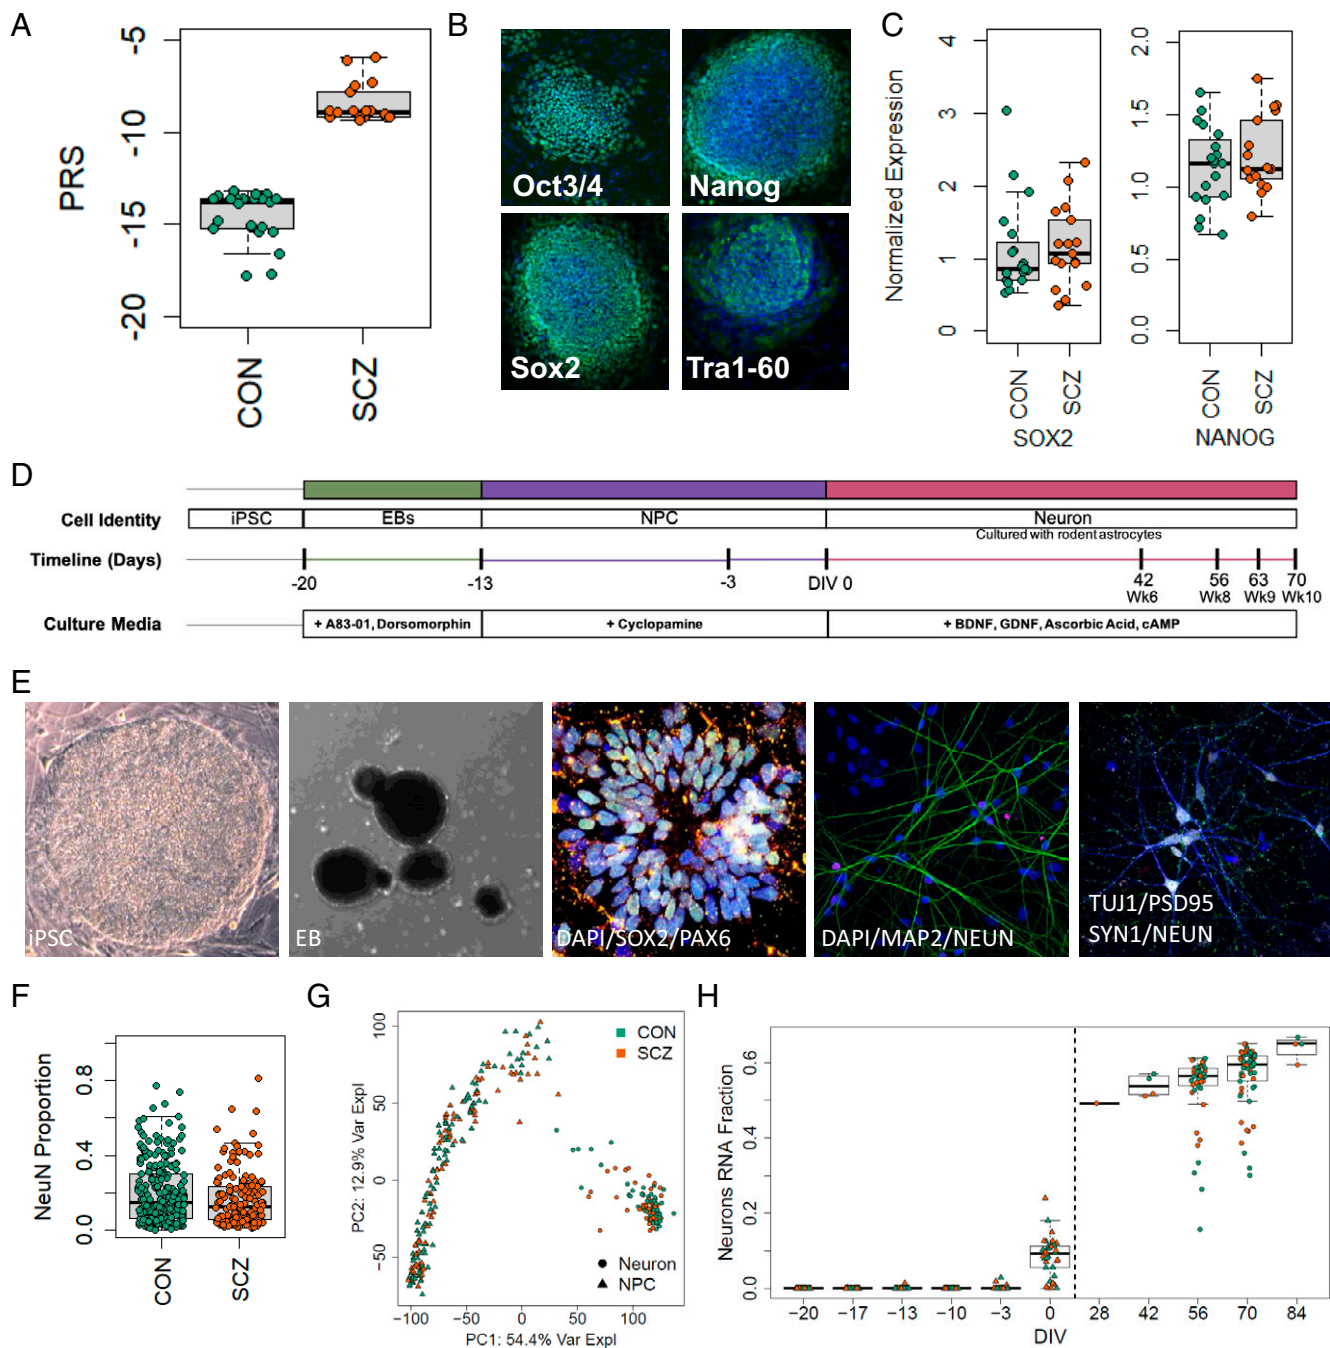 A
PRS
-5
-10
-15
-20
CON
SCZ
B
Oct3/4
Nanog
Sox2
Tra1-60
C
Normalized Expression
4
3
2
1
0
CON
SCZ
SOX2
2.0
1.5
1.0
0.5
0.0
CON
SCZ
NANOG
D
Cell Identity
iPSC
EBs
NPC
Neuron
Cultured with rodent astrocytes
Timeline (Days)
-20
-13
-3
DIV 0
42
56
63
70
Wk6
Wk8
Wk9
Wk10
Culture Media
+ A83-01, Dorsomorphin
+ Cyclopamine
+ BDNF, GDNF, Ascorbic Acid, cAMP
E
iPSC
EB
DAPI/SOX2/PAX6
DAPI/MAP2/NEUN
TUJ1/PSD95
SYN1/NEUN
F
NeuN Proportion
0.8
0.4
0.0
CON
SCZ
G
PC2: 12.9% Var Expl
100
50
0
−50
CON
SCZ
Neuron
NPC
−100
−50
0
50
100
PC1: 54.4% Var Expl
H
Neurons RNA Fraction
0.6
0.4
0.2
0.0
−20
−17
−13
−10
−3
0
28
42
56
70
84
DIV